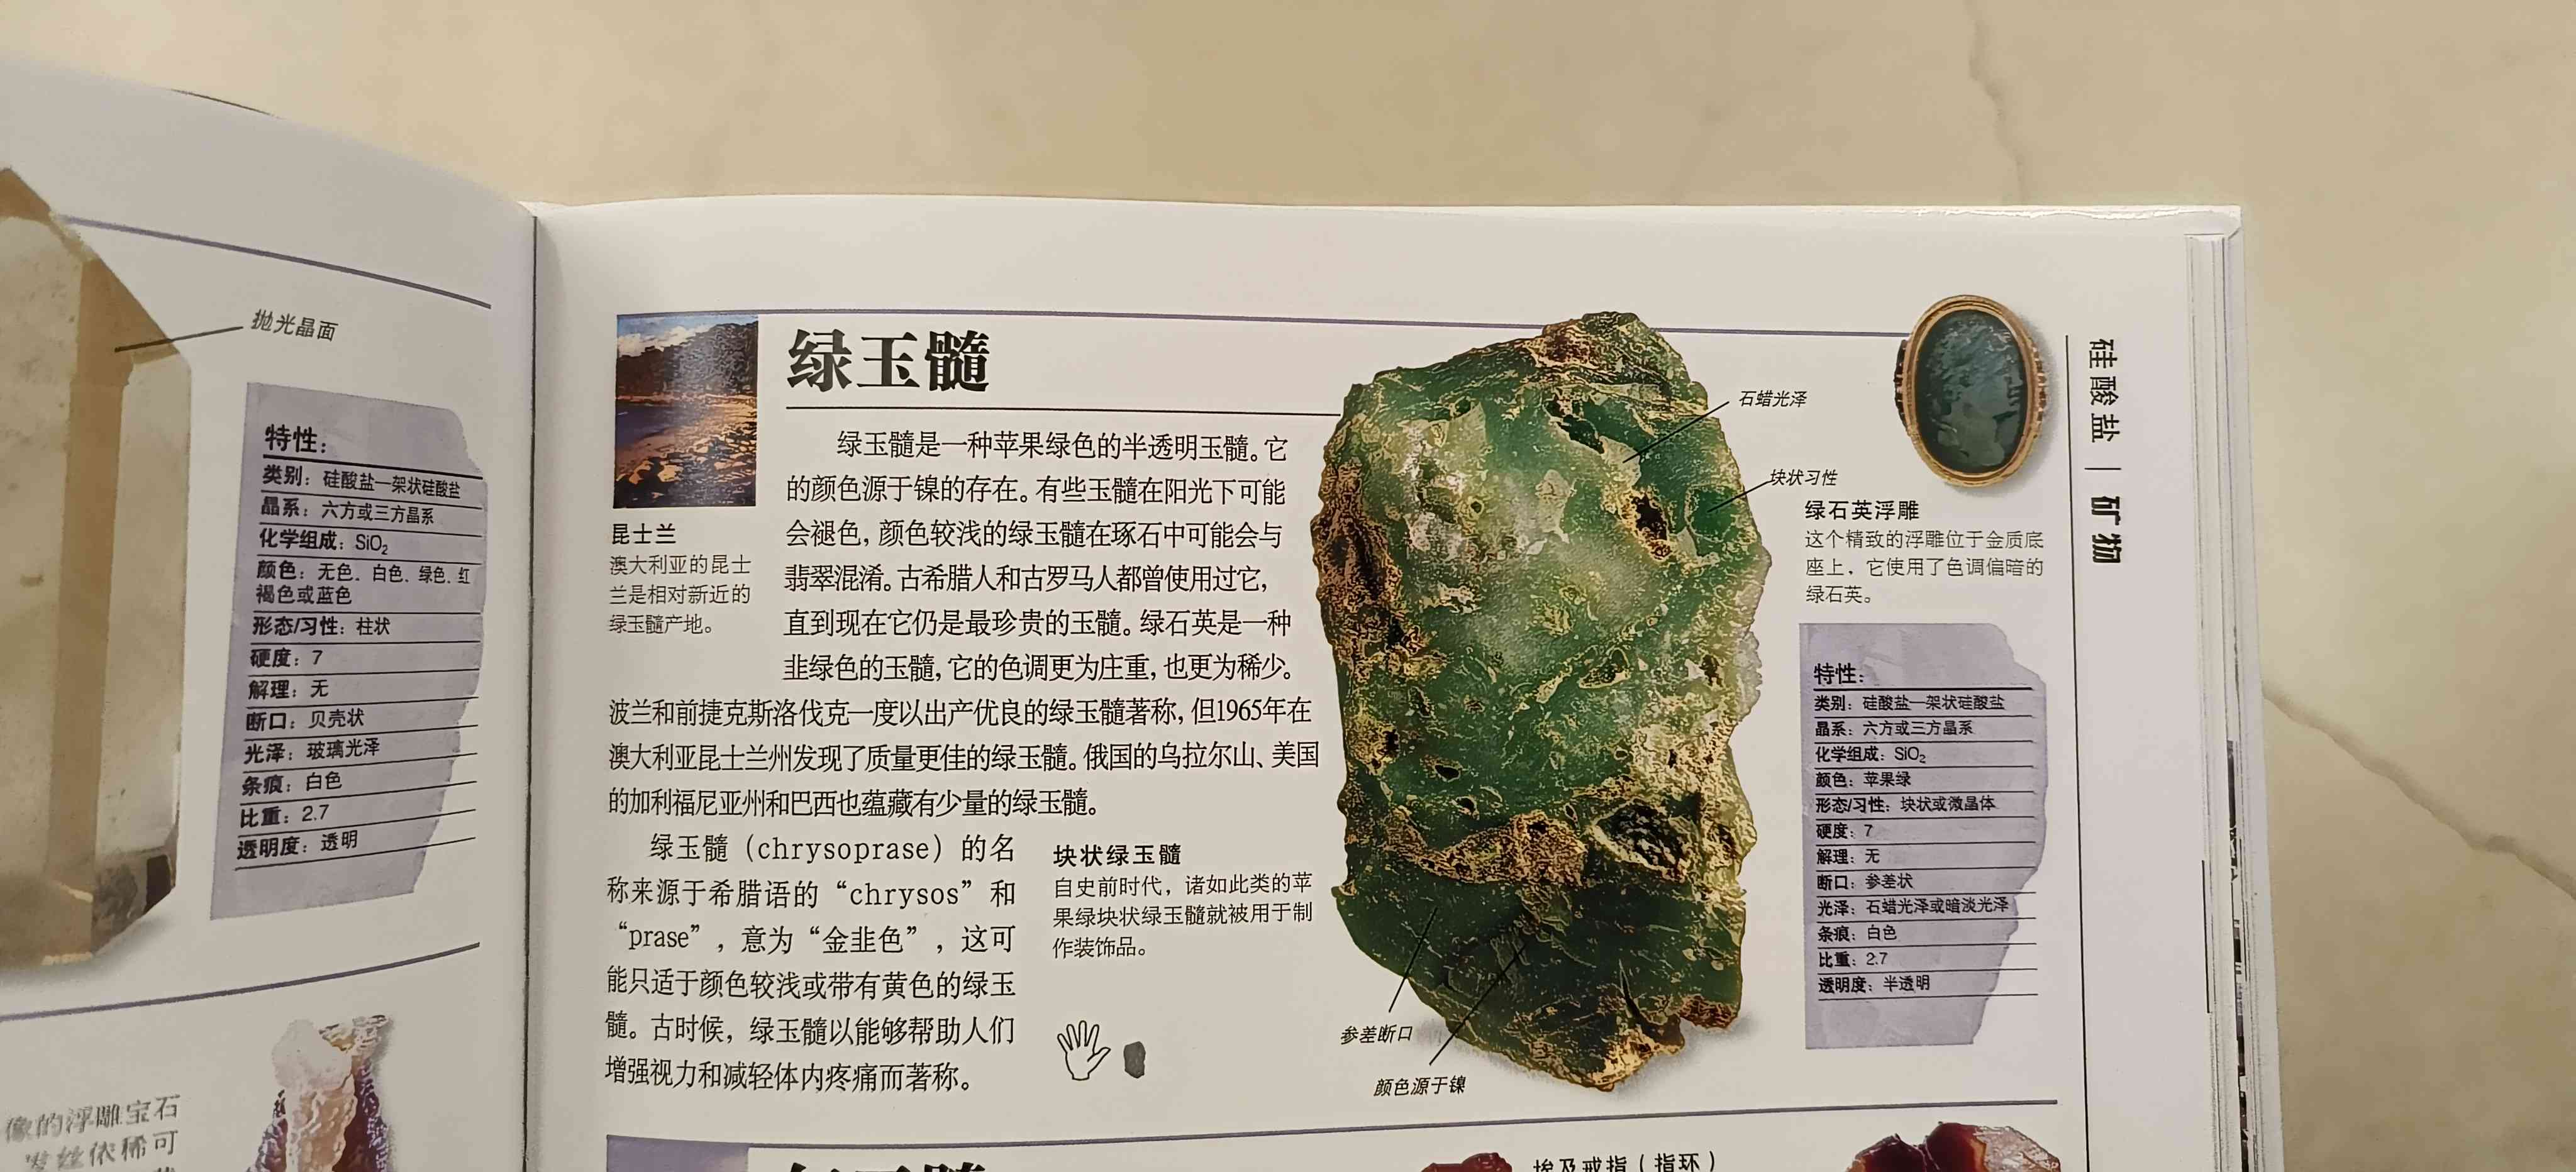 抛光晶面
特性：
类别：硅酸盐—架状硅酸盐
晶系：六方或三方晶系
化学组成：SiO₂
颜色：无色、白色、绿色、红
褐色或蓝色
形态/习性：柱状
硬度：7
解理：无
断口：贝壳状
光泽：玻璃光泽
条痕：白色
比重：2.7
透明度：透明
像的浮雕宝石
依稀可
绿玉髓
昆士兰
澳大利亚的昆士
兰是相对新近的
绿玉髓产地。
绿玉髓是一种苹果绿色的半透明玉髓。它
的颜色源于镍的存在。有些玉髓在阳光下可能
会褪色，颜色较浅的绿玉髓在琢石中可能会与
翡翠混淆。古希腊人和古罗马人都曾使用过它，
直到现在它仍是最珍贵的玉髓。绿石英是一种
韭绿色的玉髓，它的色调更为庄重，也更为稀少。
波兰和前捷克斯洛伐克一度以出产优良的绿玉髓著称，但1965年在
澳大利亚昆士兰州发现了质量更佳的绿玉髓。俄国的乌拉尔山、美国
的加利福尼亚州和巴西也蕴藏有少量的绿玉髓。
绿玉髓（chrysoprase）的名
称来源于希腊语的“chrysos”和
“prase”，意为“金韭色”，这可
能只适于颜色较浅或带有黄色的绿玉
髓。古时候，绿玉髓以能够帮助人们
增强视力和减轻体内疼痛而著称。
块状绿玉髓
自史前时代，诸如此类的苹
果绿块状绿玉髓就被用于制
作装饰品。
石蜡光泽
块状习性
参差断口
颜色源于镍
绿石英浮雕
这个精致的浮雕位于金质底
座上，它使用了色调偏暗的
绿石英。
特性：
类别：硅酸盐—架状硅酸盐
晶系：六方或三方晶系
化学组成：SiO₂
颜色：苹果绿
形态/习性：块状或微晶体
硬度：7
解理：无
断口：参差状
光泽：石蜡光泽或暗淡光泽
条痕：白色
比重：2.7
透明度：半透明
硅酸盐｜矿物
埃及戒指（指环）